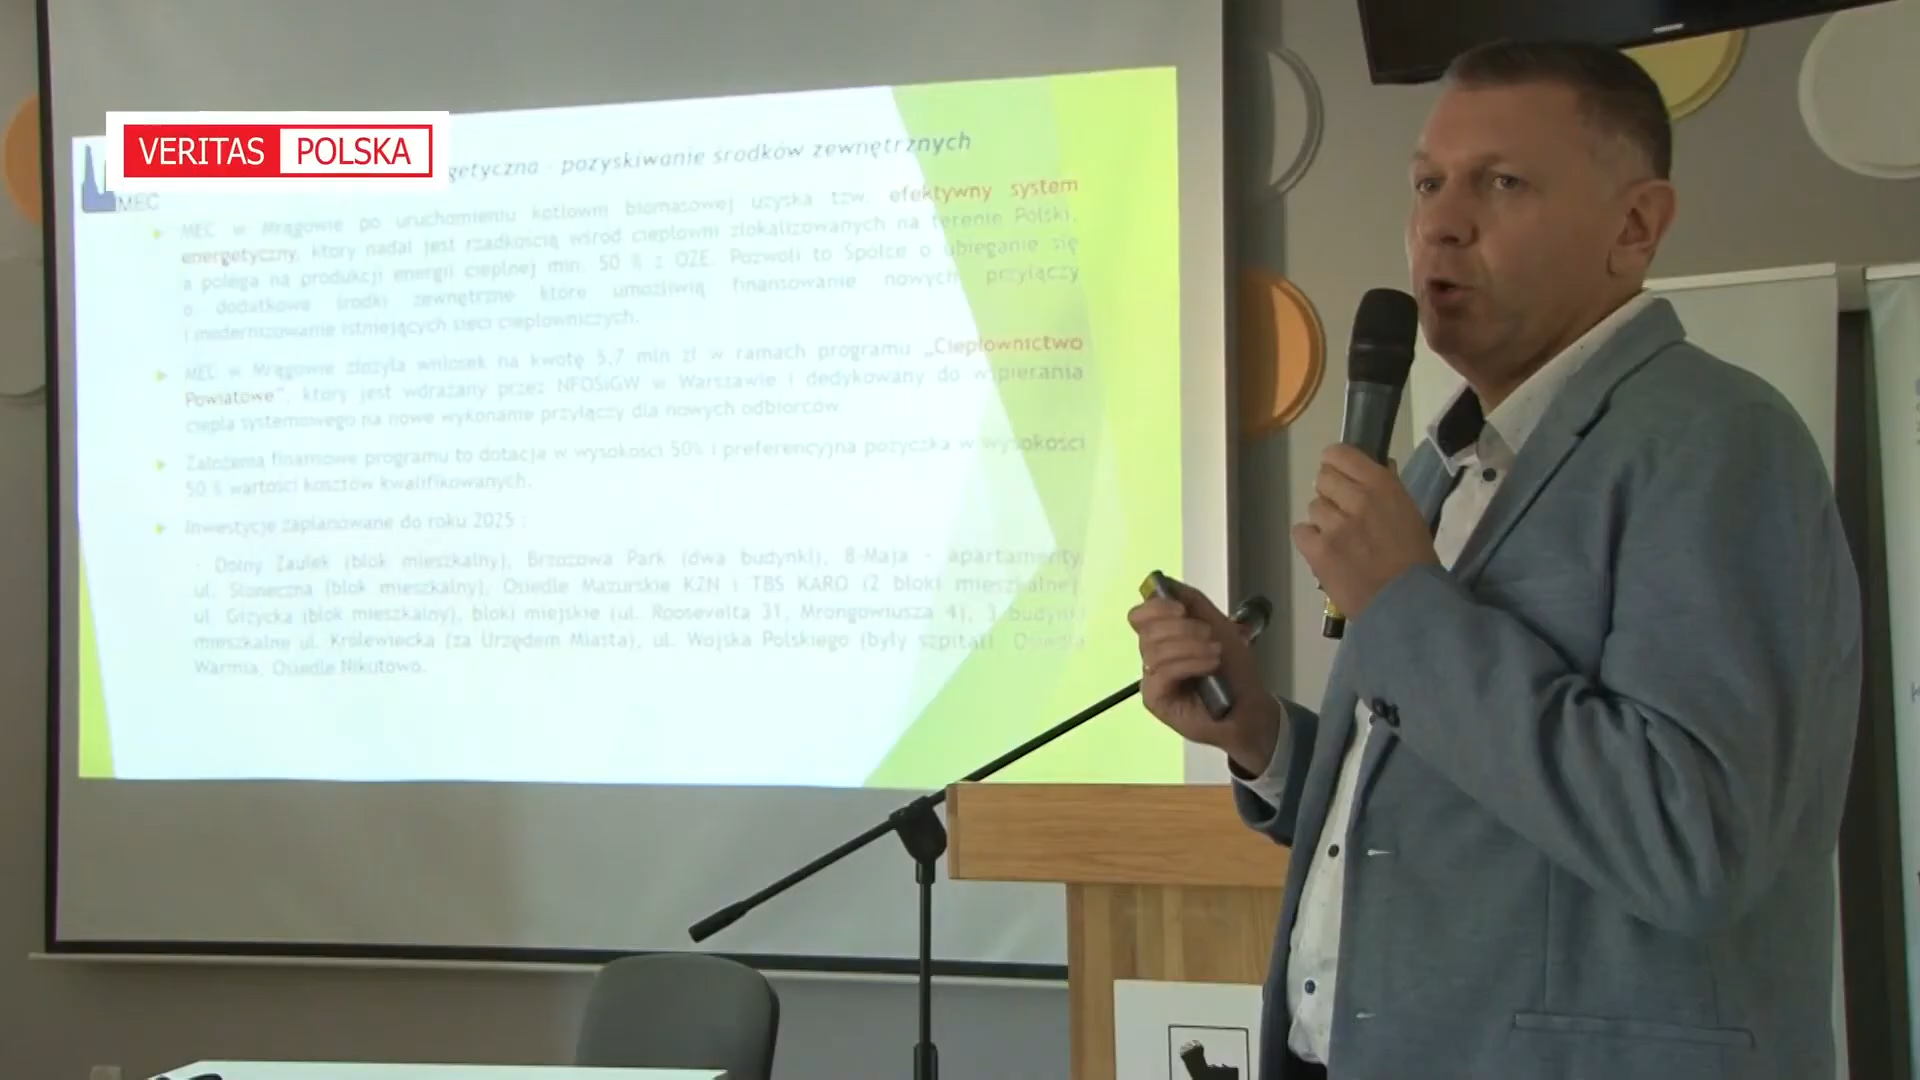 VERITAS POLSKA
getyczna - pozyskiwanie środków zewnętrznych
MEC
MEC w Mrągowie po uruchomieniu kotłowni biomasowej uzyska tzw. efektywny system
energetyczny, który nadal jest rzadkością wśród ciepłowni zlokalizowanych na terenie Polski,
a polega na produkcji energii cieplnej min. 50 % z OZE. Pozwoli to Spółce o ubieganie się
o dodatkowe środki zewnętrzne które umożliwią finansowanie nowych przyłączy
i modernizowanie istniejących sieci ciepłowniczych.
MEC w Mrągowie złożyła wniosek na kwotę 5,7 mln zł w ramach programu „Ciepłownictwo
Powiatowe", który jest wdrażany przez NFOŚiGW w Warszawie i dedykowany do wspierania
ciepła systemowego na nowe wykonanie przyłączy dla nowych odbiorców.
Założenia finansowe programu to dotacja w wysokości 50% i preferencyjna pożyczka w wysokości
50 % wartości kosztów kwalifikowanych.
Inwestycje zaplanowane do roku 2025 :
- Dolny Zaułek (blok mieszkalny), Brzozowa Park (dwa budynki), 8-Maja - apartamenty,
ul. Słoneczna (blok mieszkalny), Osiedle Mazurskie KZN i TBS KARO (2 bloki mieszkalne),
ul. Giżycka (blok mieszkalny), bloki miejskie (ul. Roosevelta 31, Mrongowiusza 4), 3 budynki
mieszkalne ul. Królewiecka (za Urzędem Miasta), ul. Wojska Polskiego (były szpital), Osiedle
Warmia, Osiedle Nikutowo.